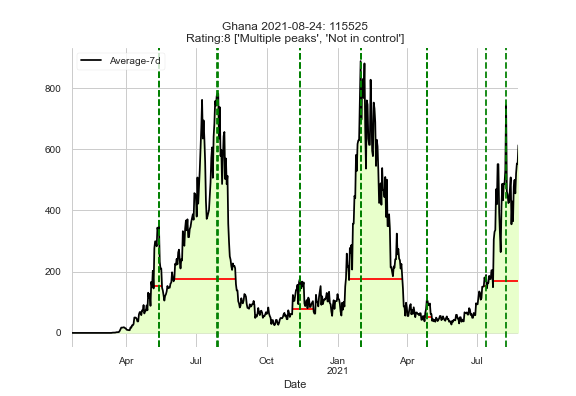 Ghana 2021-08-24: 115525
Rating:8 ['Multiple peaks', 'Not in control']
Average-7d
800
600
400
200
0
Apr
Jul
Oct
Jan
2021
Apr
Jul
Date